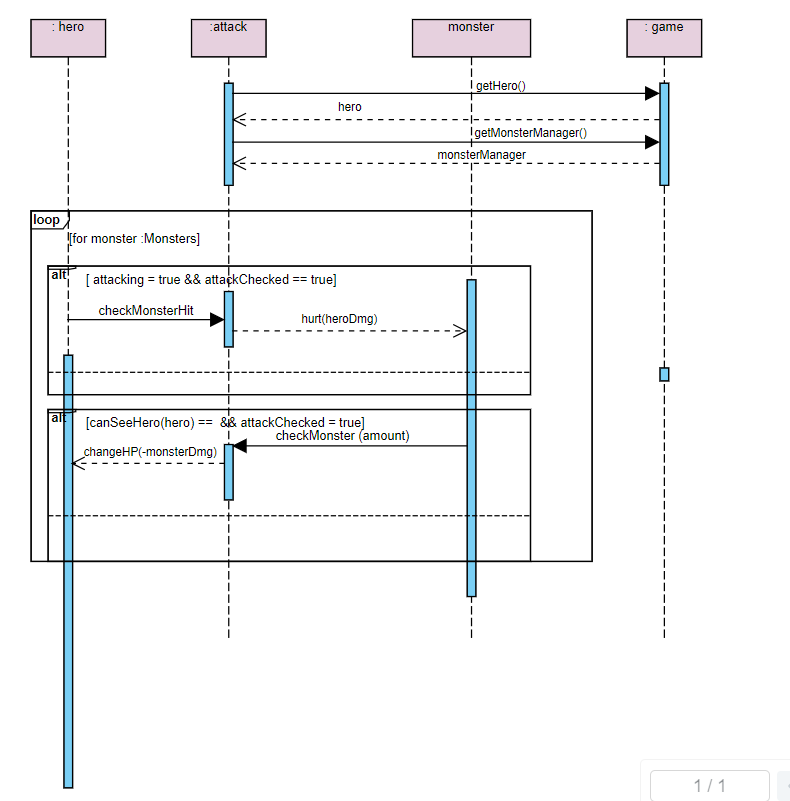 : hero
:attack
monster
: game
getHero()
hero
getMonsterManager()
monsterManager
loop
[for monster :Monsters]
alt
[ attacking = true && attackChecked == true]
checkMonsterHit
hurt(heroDmg)
alt
[canSeeHero(hero) ==  && attackChecked = true]
checkMonster (amount)
changeHP(-monsterDmg)
1 / 1